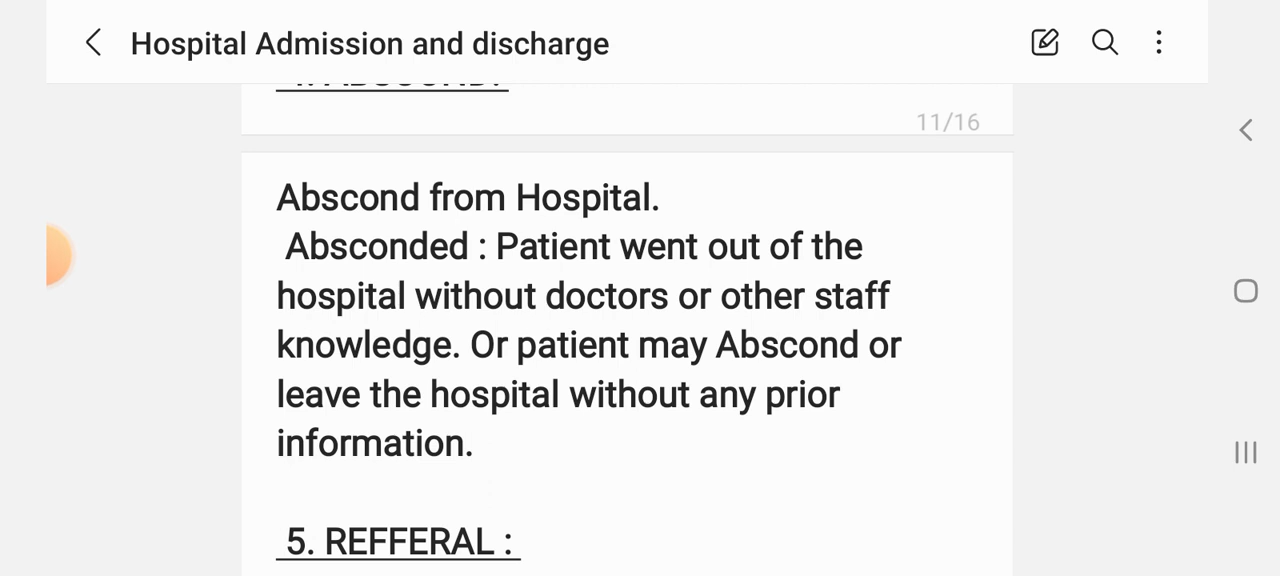 Hospital Admission and discharge
11/16
Abscond from Hospital.
Absconded : Patient went out of the
hospital without doctors or other staff
knowledge. Or patient may Abscond or
leave the hospital without any prior
information.
5. REFFERAL :